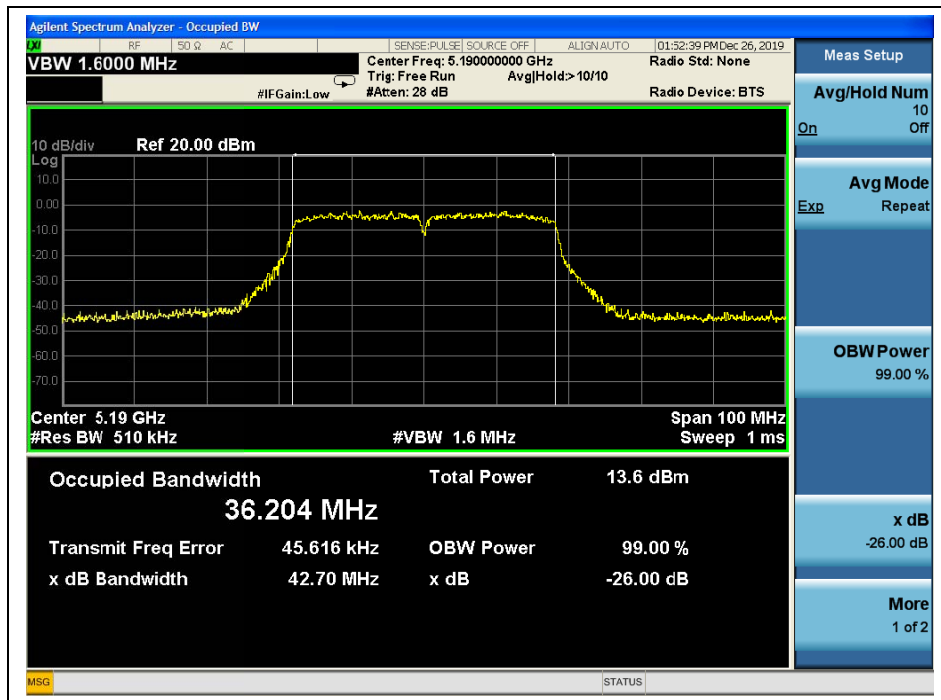 Agilent Spectrum Analyzer - Occupied BW
LXI RF 50 Ω AC SENSE:PULSE SOURCE OFF ALIGN AUTO 01:52:39 PM Dec 26, 2019
VBW 1.6000 MHz
Center Freq: 5.190000000 GHz Radio Std: None
Trig: Free Run Avg|Hold:>10/10
#IFGain:Low #Atten: 28 dB Radio Device: BTS
10 dB/div Ref 20.00 dBm
Log
10.0
0.00
-10.0
-20.0
-30.0
-40.0
-50.0
-60.0
-70.0
Center 5.19 GHz Span 100 MHz
#Res BW 510 kHz #VBW 1.6 MHz Sweep 1 ms
Occupied Bandwidth Total Power 13.6 dBm
36.204 MHz
Transmit Freq Error 45.616 kHz OBW Power 99.00 %
x dB Bandwidth 42.70 MHz x dB -26.00 dB
Meas Setup
Avg/Hold Num
10
On Off
Avg Mode
Exp Repeat
OBW Power
99.00 %
x dB
-26.00 dB
More
1 of 2
MSG STATUS